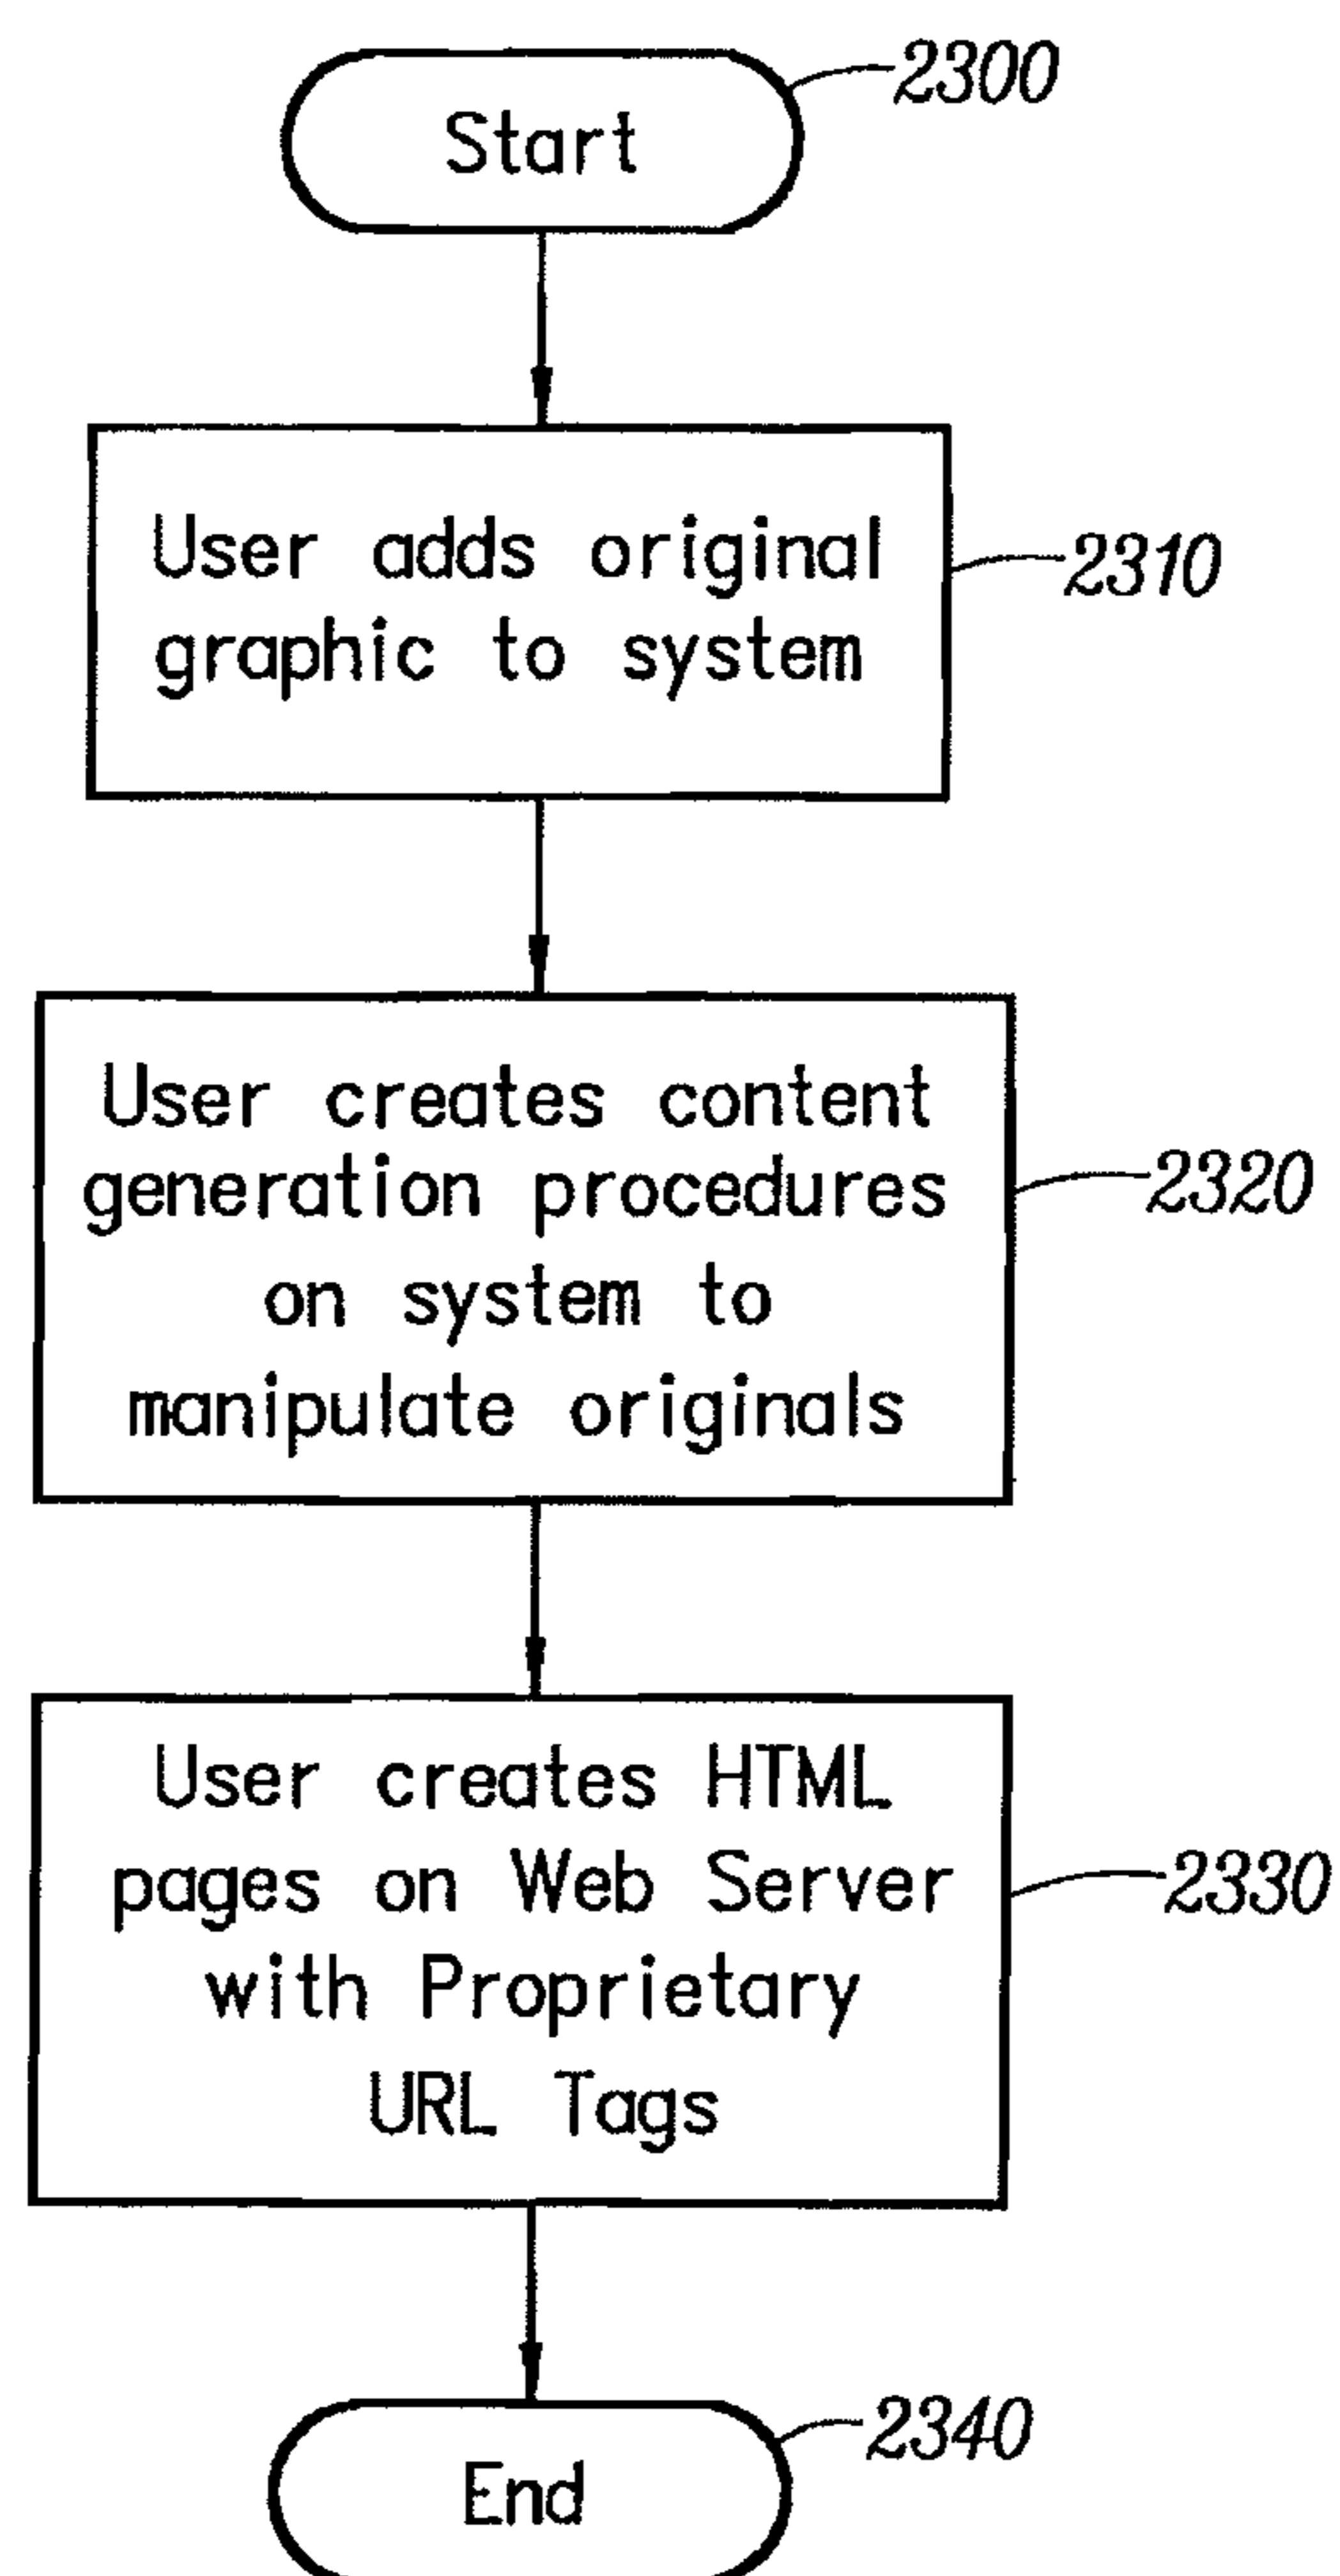 Start
2300
User adds original
graphic to system
2310
User creates content
generation procedures
on system to
manipulate originals
2320
User creates HTML
pages on Web Server
with Proprietary
URL Tags
2330
End
2340